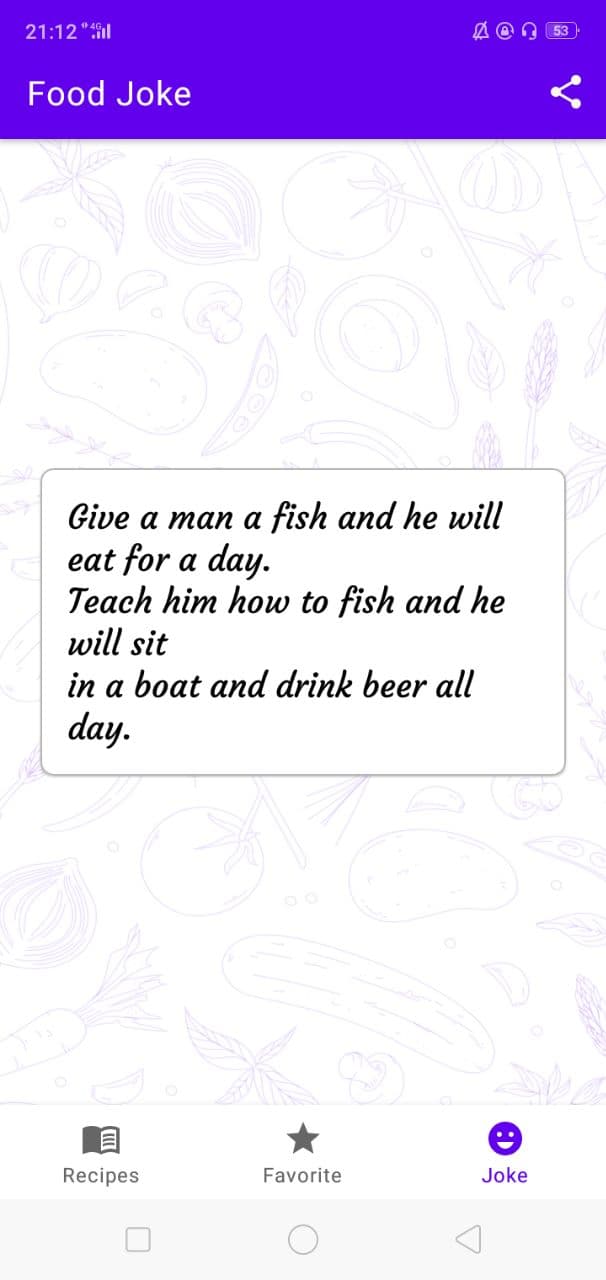 21:12 4G 53
Food Joke
Give a man a fish and he will
eat for a day.
Teach him how to fish and he
will sit
in a boat and drink beer all
day.
Recipes Favorite Joke